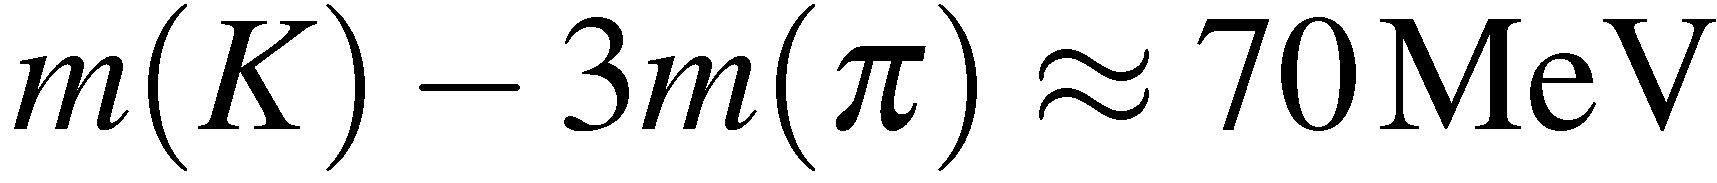 m(K) − 3m(π) ≈ 70 MeV